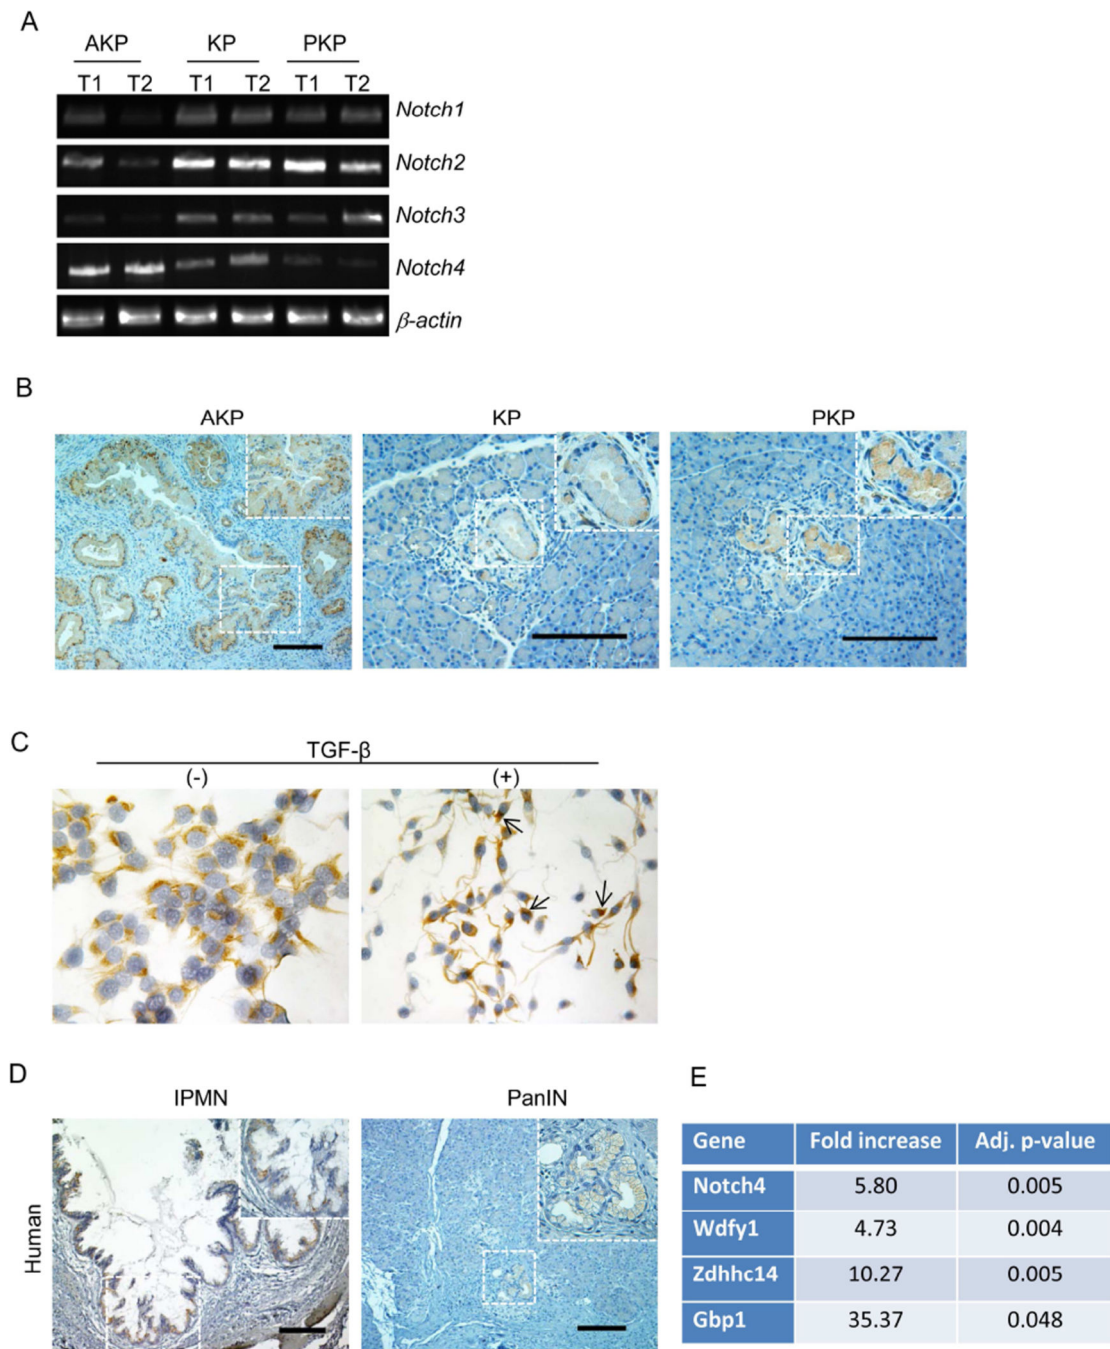 A
AKP KP PKP
T1 T2 T1 T2 T1 T2
Notch1
Notch2
Notch3
Notch4
β-actin
B
AKP KP PKP
C
TGF-β
(-) (+)
D
IPMN PanIN
Human
E
Gene Fold increase Adj. p-value
Notch4 5.80 0.005
Wdfy1 4.73 0.004
Zdhhc14 10.27 0.005
Gbp1 35.37 0.048